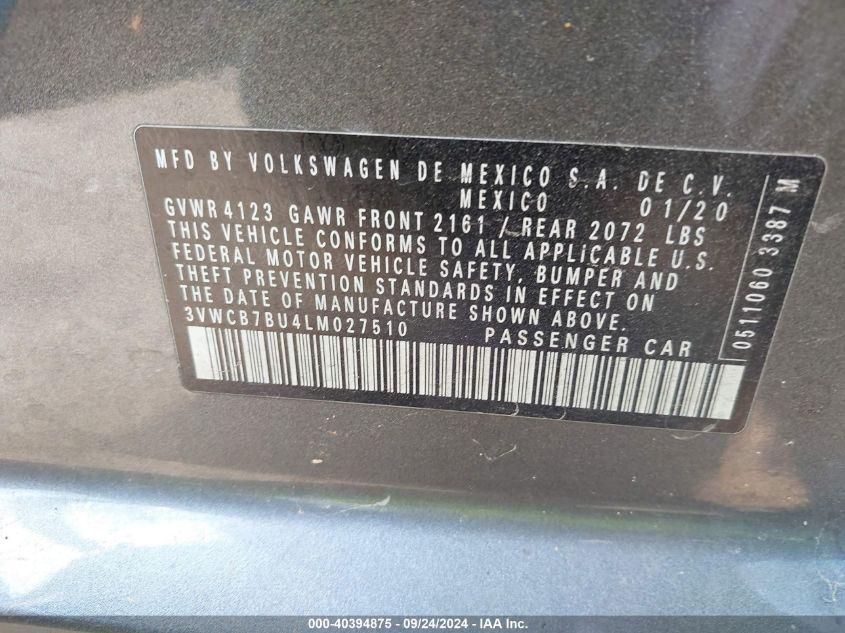 MFD BY VOLKSWAGEN DE MEXICO S.A. DE C.V.
MEXICO 01/20
GVWR 4123 GAWR FRONT 2161 / REAR 2072 LBS
THIS VEHICLE CONFORMS TO ALL APPLICABLE U.S.
FEDERAL MOTOR VEHICLE SAFETY, BUMPER AND
THEFT PREVENTION STANDARDS IN EFFECT ON
THE DATE OF MANUFACTURE SHOWN ABOVE.
3VWCB7BU4LM027510 PASSENGER CAR
0511060 3387 M
000-40394875 - 09/24/2024 - IAA Inc.